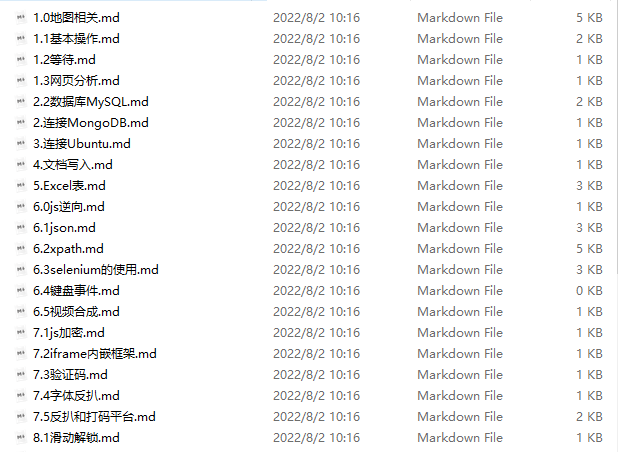 1.0地图相关.md 2022/8/2 10:16 Markdown File 5 KB
1.1基本操作.md 2022/8/2 10:16 Markdown File 2 KB
1.2等待.md 2022/8/2 10:16 Markdown File 1 KB
1.3网页分析.md 2022/8/2 10:16 Markdown File 1 KB
2.2数据库MySQL.md 2022/8/2 10:16 Markdown File 2 KB
2.连接MongoDB.md 2022/8/2 10:16 Markdown File 1 KB
3.连接Ubuntu.md 2022/8/2 10:16 Markdown File 1 KB
4.文档写入.md 2022/8/2 10:16 Markdown File 1 KB
5.Excel表.md 2022/8/2 10:16 Markdown File 3 KB
6.0js逆向.md 2022/8/2 10:16 Markdown File 1 KB
6.1json.md 2022/8/2 10:16 Markdown File 3 KB
6.2xpath.md 2022/8/2 10:16 Markdown File 5 KB
6.3selenium的使用.md 2022/8/2 10:16 Markdown File 3 KB
6.4键盘事件.md 2022/8/2 10:16 Markdown File 0 KB
6.5视频合成.md 2022/8/2 10:16 Markdown File 1 KB
7.1js加密.md 2022/8/2 10:16 Markdown File 1 KB
7.2iframe内嵌框架.md 2022/8/2 10:16 Markdown File 1 KB
7.3验证码.md 2022/8/2 10:16 Markdown File 1 KB
7.4字体反扒.md 2022/8/2 10:16 Markdown File 1 KB
7.5反扒和打码平台.md 2022/8/2 10:16 Markdown File 2 KB
8.1滑动解锁.md 2022/8/2 10:16 Markdown File 1 KB